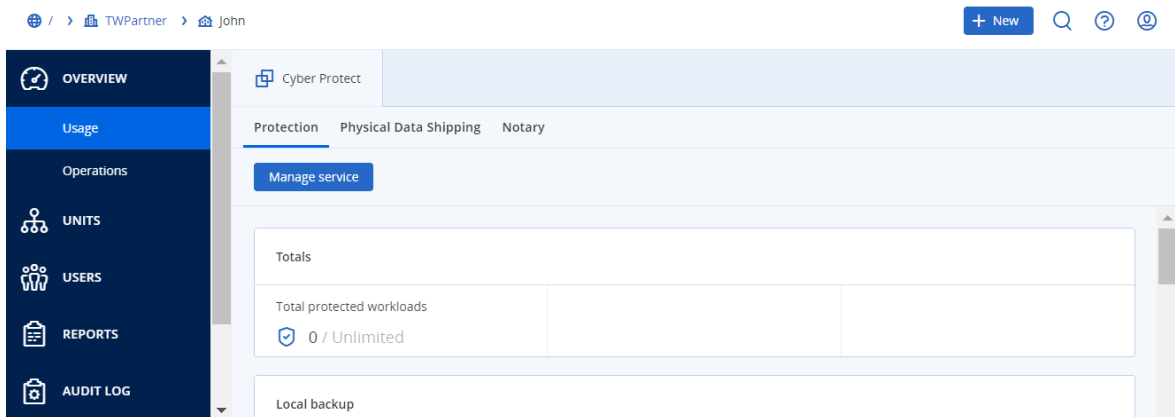 / > TWPartner > John
+ New
OVERVIEW
Usage
Operations
UNITS
USERS
REPORTS
AUDIT LOG
Cyber Protect
Protection Physical Data Shipping Notary
Manage service
Totals
Total protected workloads
0 / Unlimited
Local backup